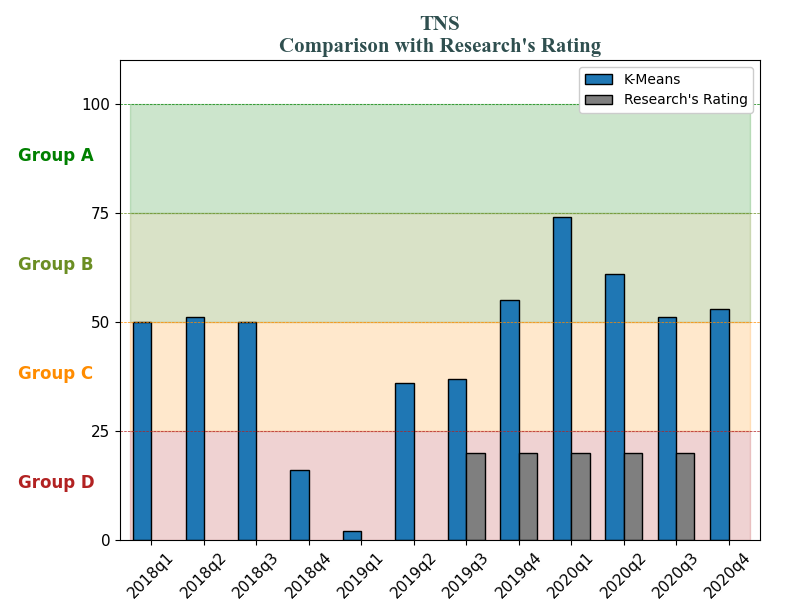 TNS
Comparison with Research's Rating
K-Means
Research's Rating
100
Group A
75
Group B
50
Group C
25
Group D
0
2018q1
2018q2
2018q3
2018q4
2019q1
2019q2
2019q3
2019q4
2020q1
2020q2
2020q3
2020q4